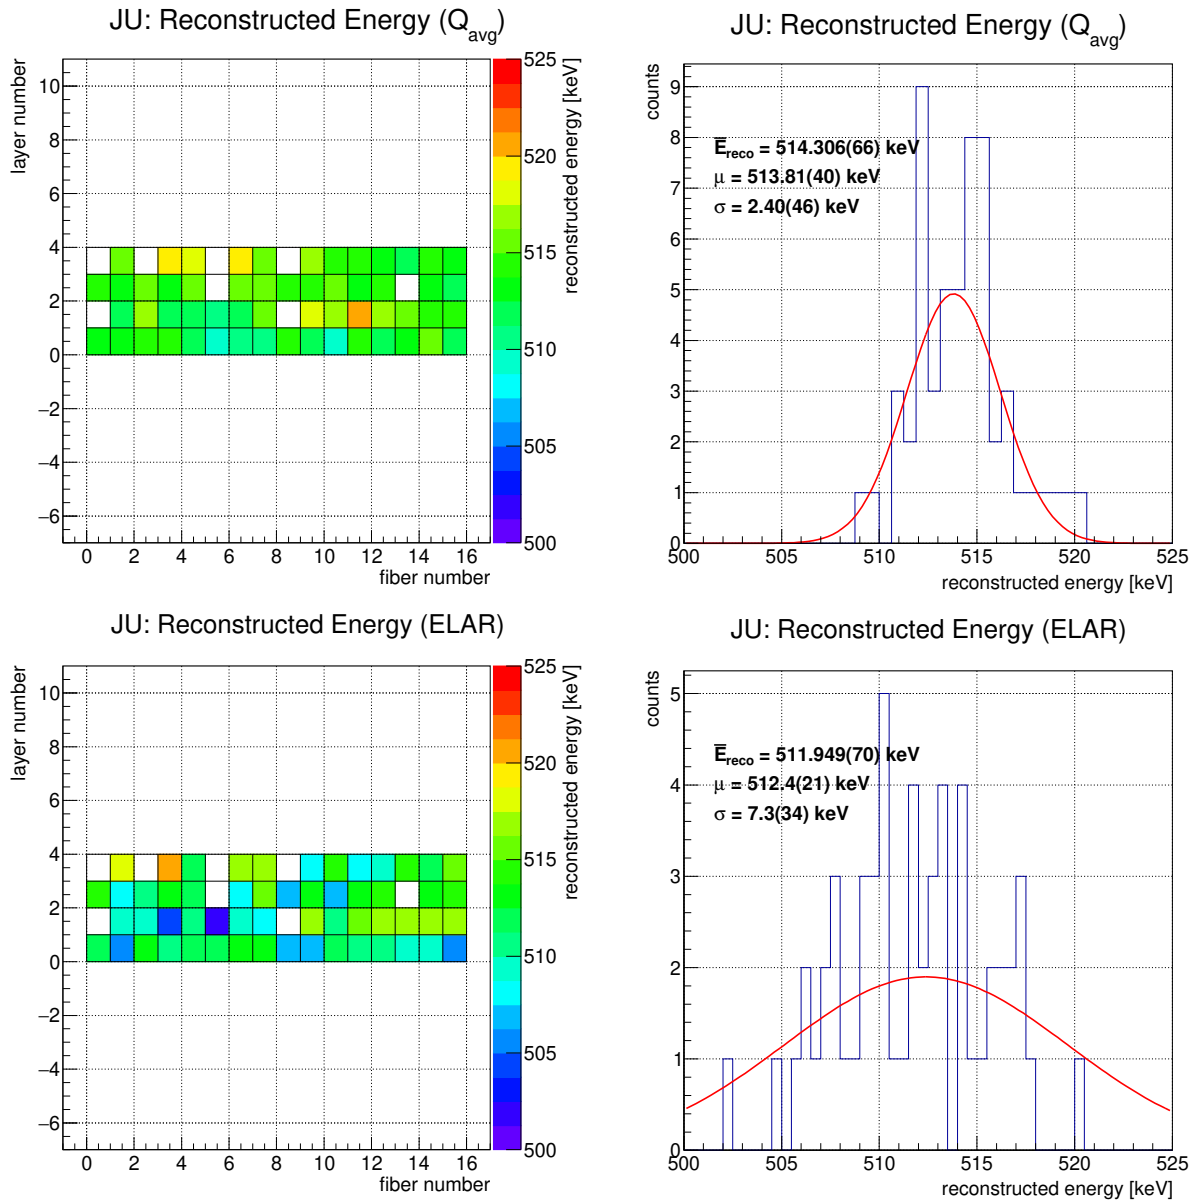 JU: Reconstructed Energy (Q_avg)
layer number
10
8
6
4
2
0
−2
−4
−6
0 2 4 6 8 10 12 14 16
fiber number
525
520
515
510
505
500
reconstructed energy [keV]
JU: Reconstructed Energy (Q_avg)
counts
9
8
7
6
5
4
3
2
1
0
E̅_reco = 514.306(66) keV
μ = 513.81(40) keV
σ = 2.40(46) keV
500 505 510 515 520 525
reconstructed energy [keV]
JU: Reconstructed Energy (ELAR)
layer number
10
8
6
4
2
0
−2
−4
−6
0 2 4 6 8 10 12 14 16
fiber number
525
520
515
510
505
500
reconstructed energy [keV]
JU: Reconstructed Energy (ELAR)
counts
5
4
3
2
1
0
E̅_reco = 511.949(70) keV
μ = 512.4(21) keV
σ = 7.3(34) keV
500 505 510 515 520 525
reconstructed energy [keV]